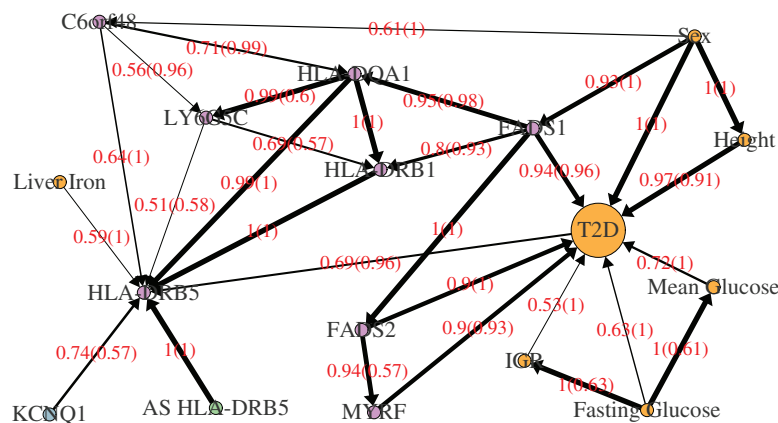 C6orf48
0.61(1)
Sex
0.71(0.99)
0.56(0.96)
HLA-DQA1
0.99(0.6)
0.95(0.98)
0.93(1)
1(1)
LY6G5C
1(1)
FADS1
1(1)
Height
0.69(0.57)
0.8(0.93)
0.64(1)
HLA-DRB1
0.94(0.96)
0.97(0.91)
Liver Iron
0.99(1)
0.51(0.58)
1(1)
1(1)
T2D
0.59(1)
0.69(0.96)
0.72(1)
HLA-DRB5
0.9(1)
0.53(1)
Mean Glucose
FADS2
0.9(0.93)
0.63(1)
0.74(0.57)
1(1)
1(0.61)
0.94(0.57)
1(0.63)
KCNQ1
AS HLA-DRB5
MYRF
Fasting Glucose